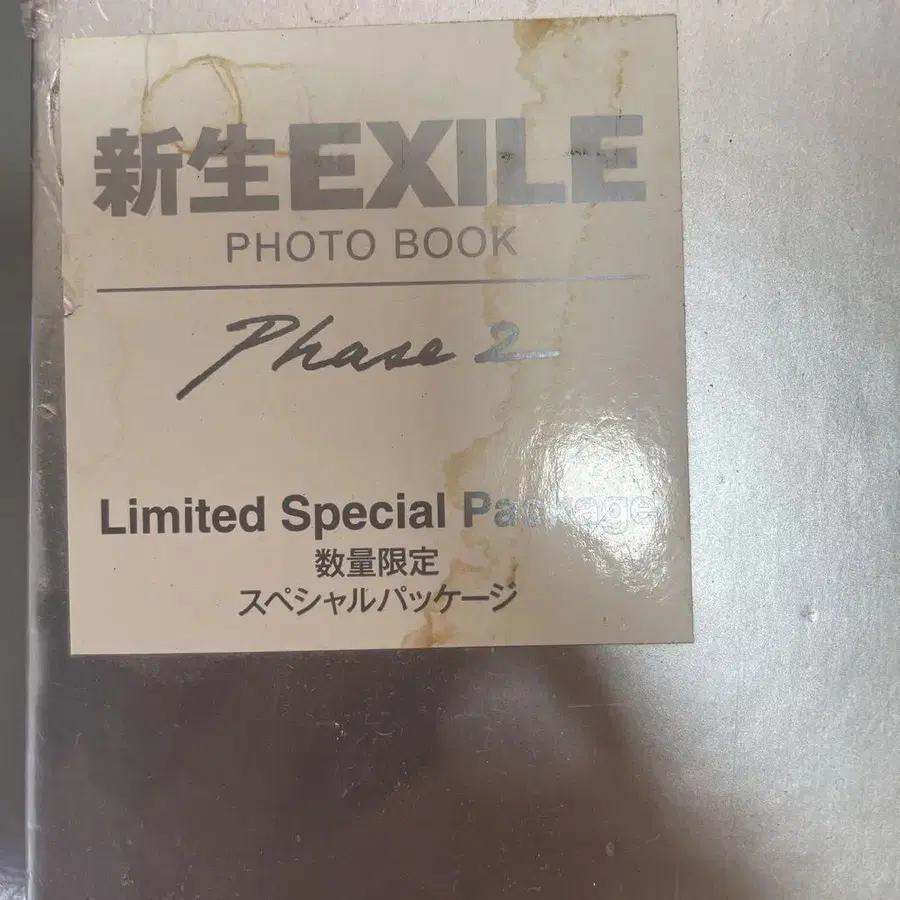 新生EXILE
PHOTO BOOK
Phase 2
Limited Special Package
数量限定
スペシャルパッケージ